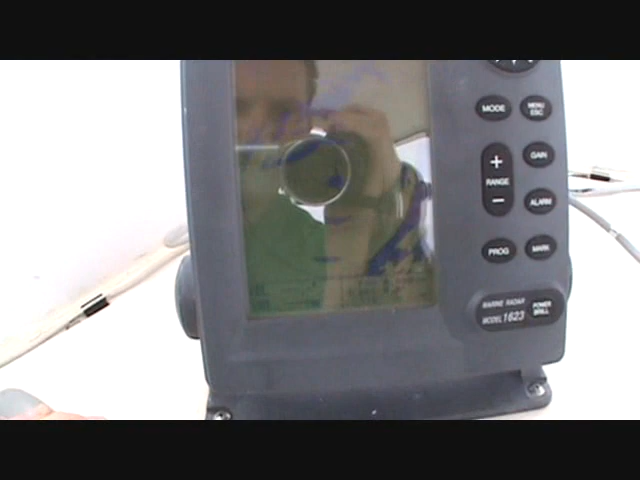 MODE
MENU
ESC
+
GAIN
RANGE
-
ALARM
PROG
MARK
MARINE RADAR
MODEL 1623
POWER
BRILL